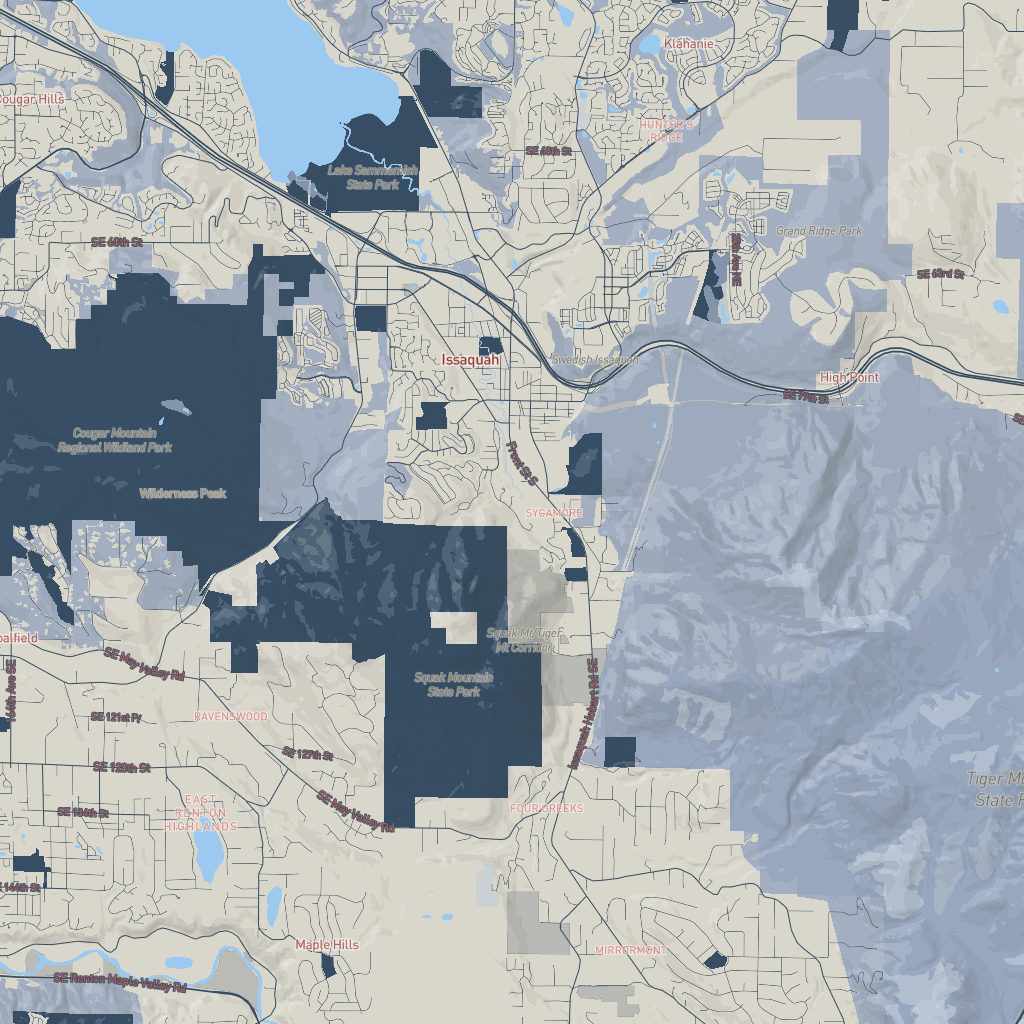 Klahanie
Cougar Hills
HUNTER'S
RIDGE
SE 48th St
Lake Sammamish
State Park
Grand Ridge Park
SE 60th St
SE 63rd St
Issaquah
Swedish Issaquah
High Point
SE 77th St
Cougar Mountain
Regional Wildland Park
Front St S
Wilderness Peak
SYCAMORE
Squak Mt/Tiger
Mt Corridor
SE May Valley Rd
164th Ave SE
Squak Mountain
State Park
Issaquah Hobart Rd SE
SE 121st Pl
RAVENSWOOD
SE 127th St
SE 128th St
Tiger Mo
State P
EAST
RENTON
HIGHLANDS
SE May Valley Rd
FOUR CREEKS
SE 134th St
SE 144th St
Maple Hills
MIRRORMONT
SE Renton Maple Valley Rd